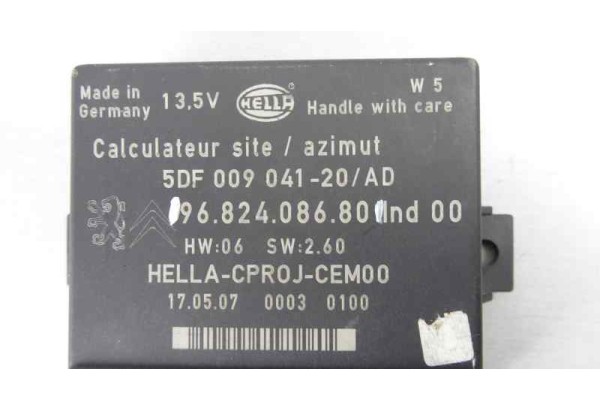 Made in 13,5V HELLA W 5
Germany Handle with care
Calculateur site / azimut
5DF 009 041-20/AD
96.824.086.80 Ind 00
HW:06 SW:2.60
HELLA-CPROJ-CEM00
17.05.07 0003 0100